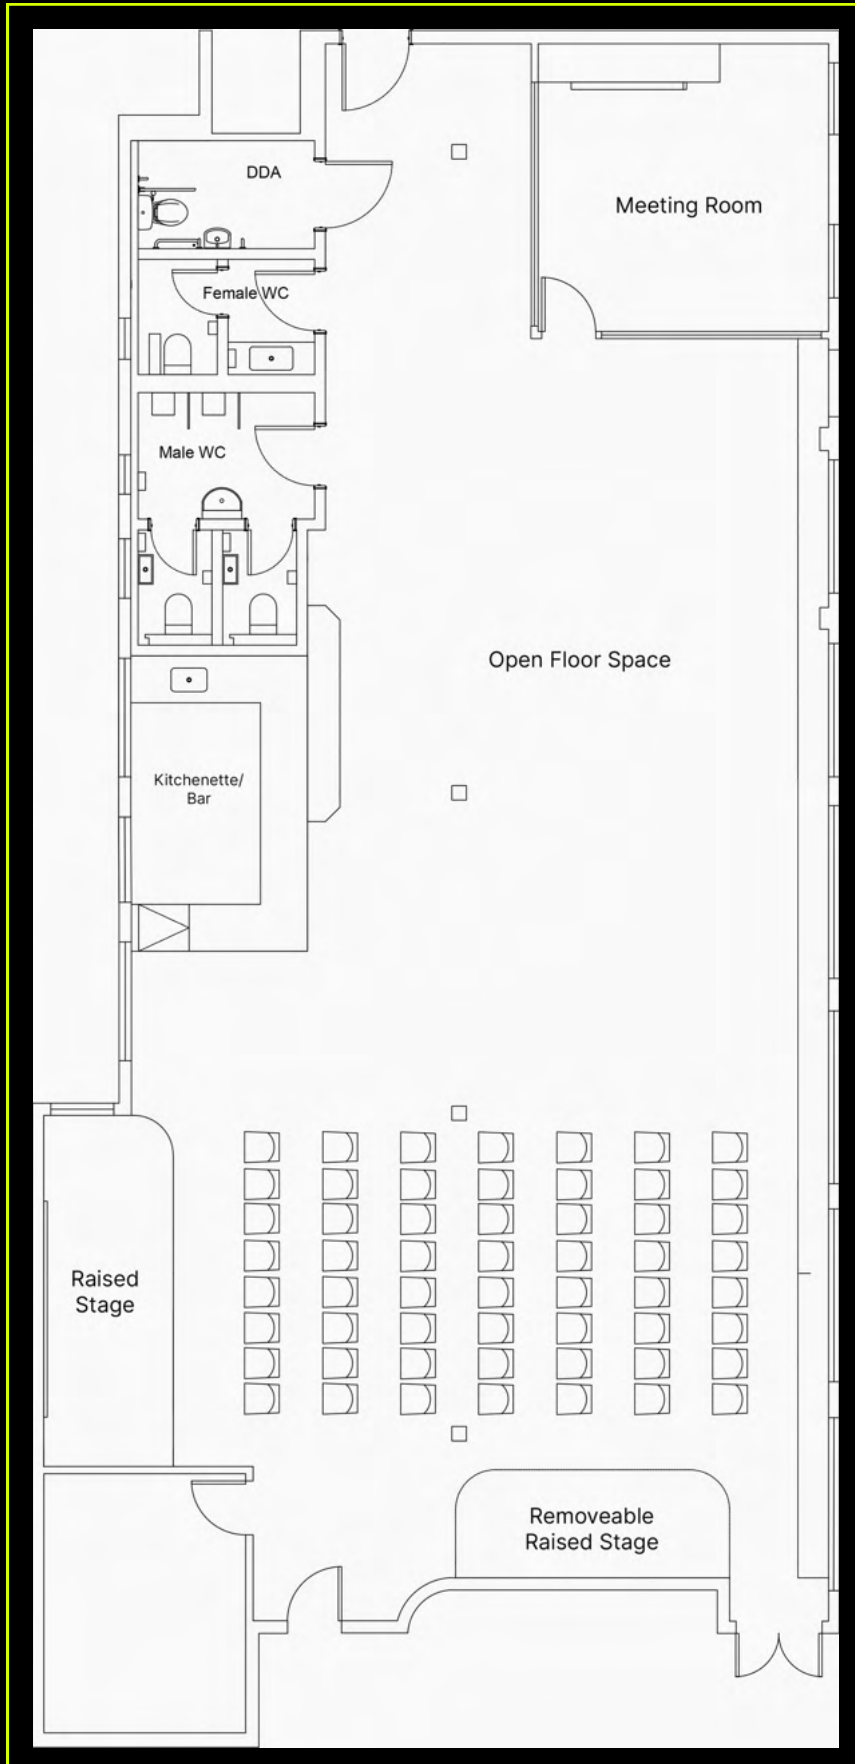 DDA
Meeting Room
Female WC
Male WC
Open Floor Space
Kitchenette/
Bar
Raised
Stage
Removeable
Raised Stage